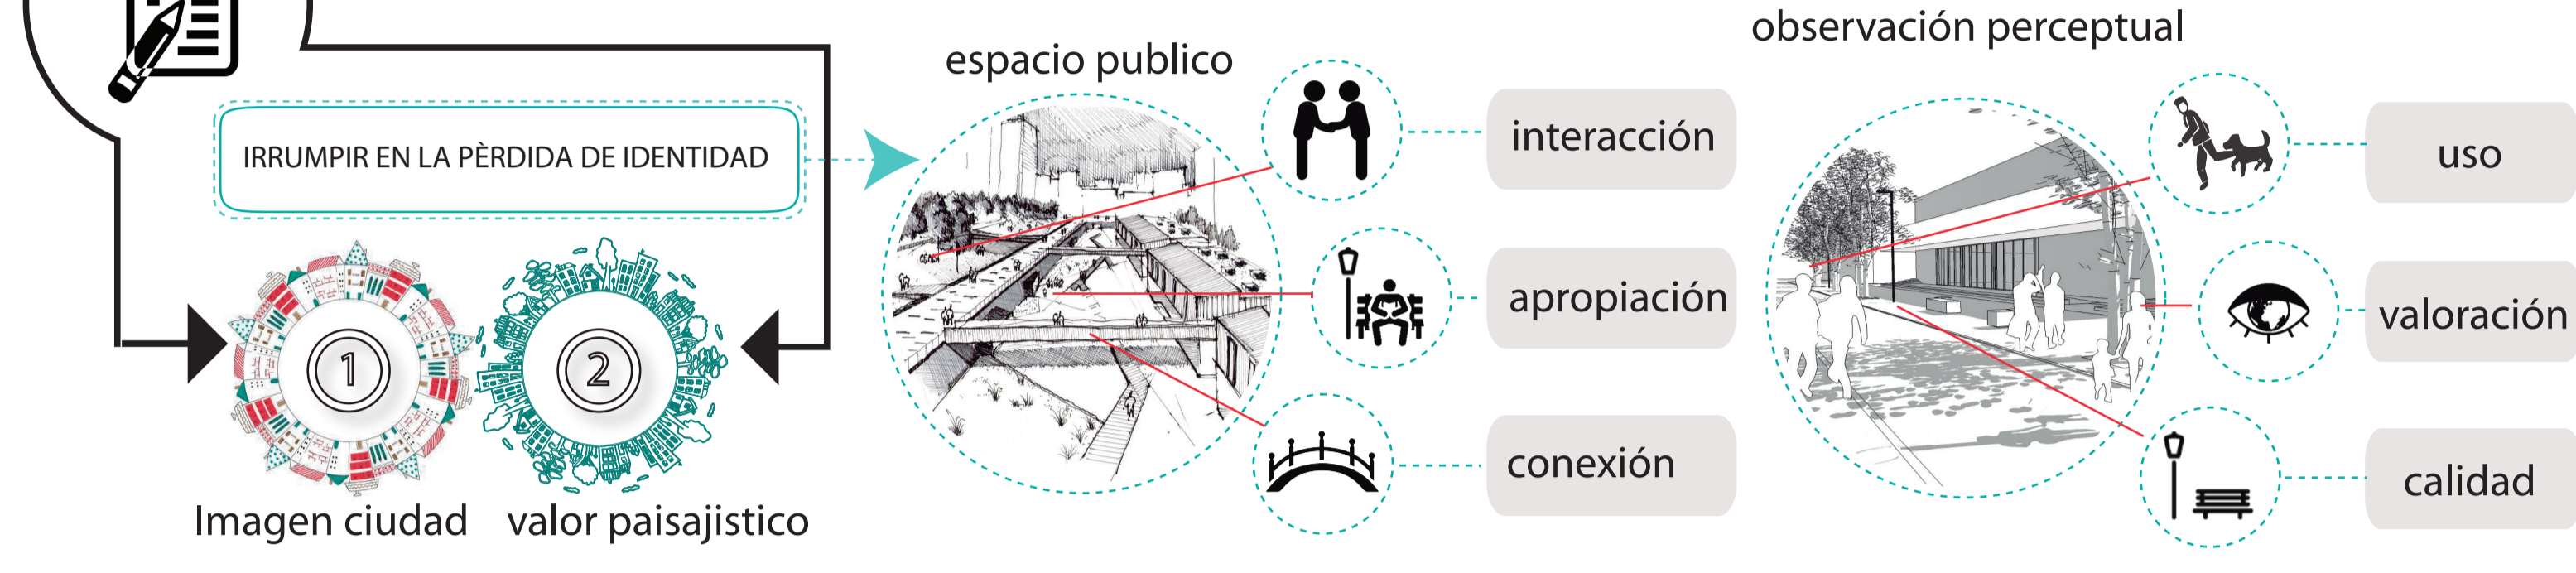 IRRUMPIR EN LA PÈRDIDA DE IDENTIDAD
1
2
Imagen ciudad
valor paisajistico
espacio publico
interacción
apropiación
conexión
observación perceptual
uso
valoración
calidad